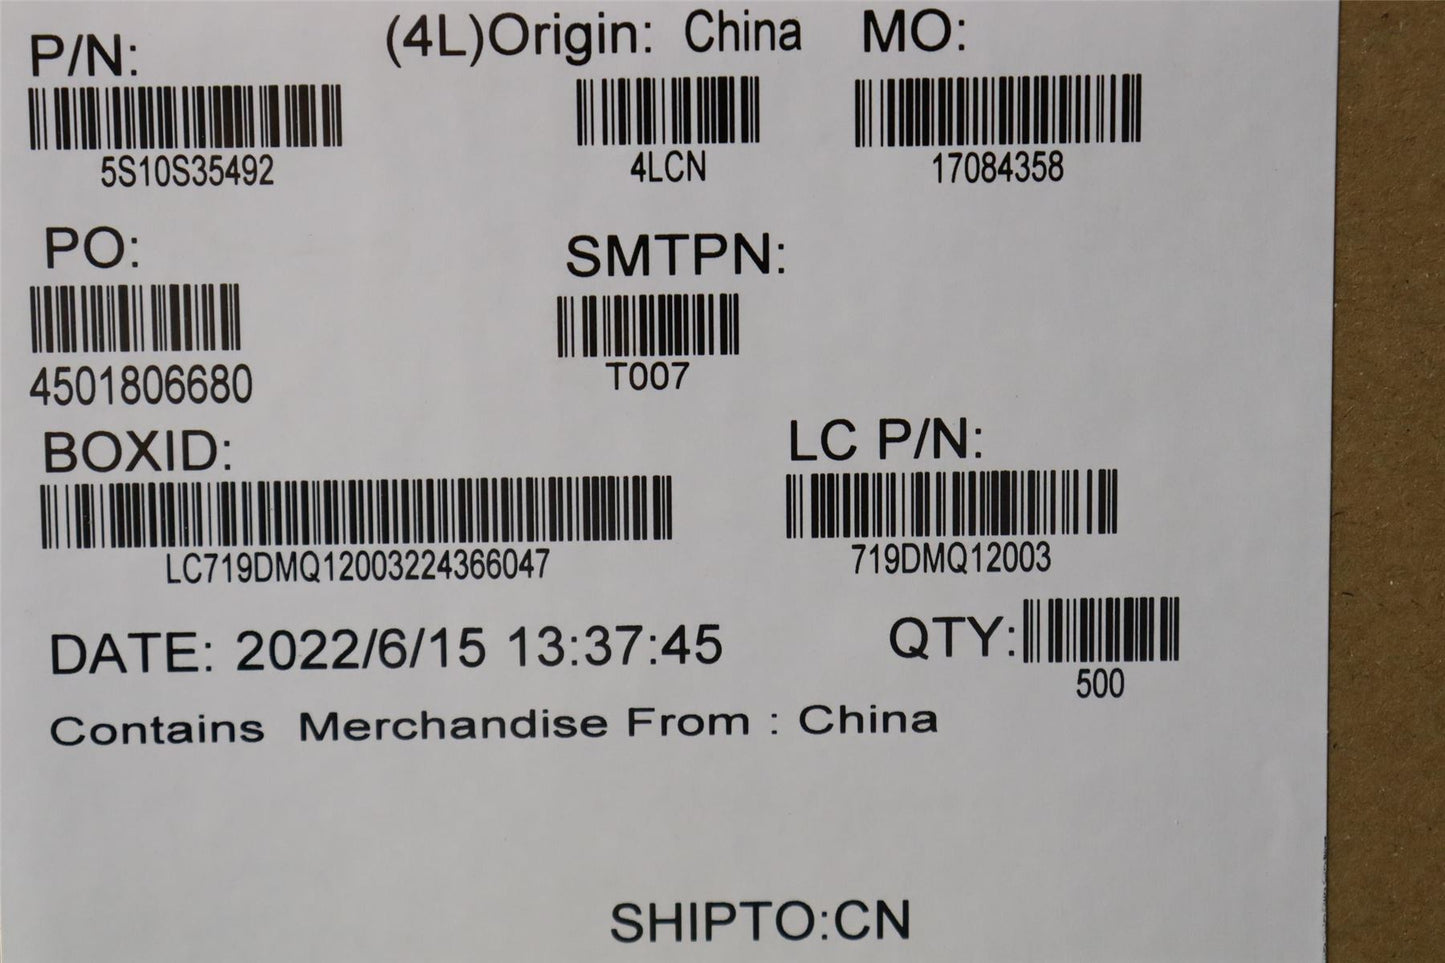 P/N: (4L)Origin: China MO:
5S10S35492 4LCN 17084358
PO: SMTPN:
4501806680 T007
BOXID: LC P/N:
LC719DMQ12003224366047 719DMQ12003
DATE: 2022/6/15 13:37:45 QTY:
500
Contains Merchandise From : China
SHIPTO:CN